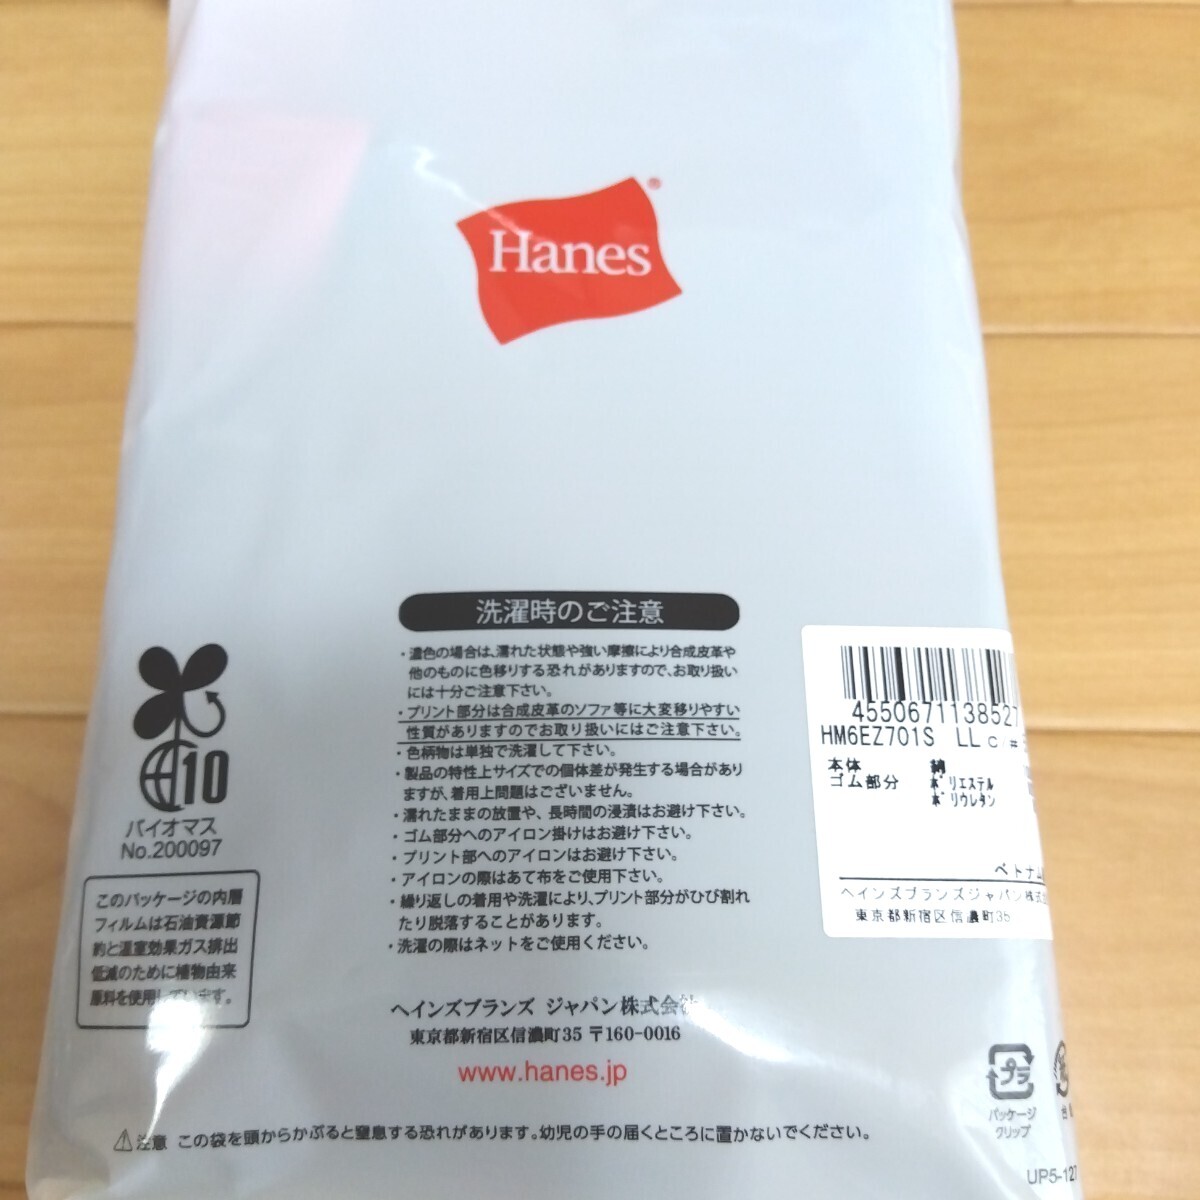 Hanes®
洗濯時のご注意
・濃色の場合は、濡れた状態や強い摩擦により合成皮革や
他のものに色移りする恐れがありますので、お取り扱い
には十分ご注意下さい。
・プリント部分は合成皮革のソファ等に大変移りやすい
性質がありますのでお取り扱いにはご注意下さい。
・色柄物は単独で洗濯して下さい。
・製品の特性上サイズでの個体差が発生する場合があり
ますが、着用上問題はございません。
・濡れたままの放置や、長時間の浸漬はお避け下さい。
・ゴム部分へのアイロン掛けはお避け下さい。
・プリント部へのアイロンはお避け下さい。
・アイロンの際はあて布をご使用下さい。
・繰り返しの着用や洗濯により、プリント部分がひび割れ
たり脱落することがあります。
・洗濯の際はネットをご使用ください。
ヘインズブランズ ジャパン株式会社
東京都新宿区信濃町35 〒160-0016
www.hanes.jp
10
バイオマス
No.200097
このパッケージの内層
フィルムは石油資源節
約と温室効果ガス排出
低減のために植物由来
原料を使用しています。
4550671138527
HM6EZ701S LL C/#
本体 綿
ゴム部分 ポリエステル
ポリウレタン
ベトナム
ヘインズブランズジャパン株式
東京都新宿区信濃町35
プラ
パッケージ
クリップ
台
⚠注意 この袋を頭からかぶると窒息する恐れがあります。幼児の手の届くところに置かないでください。
UP5-127